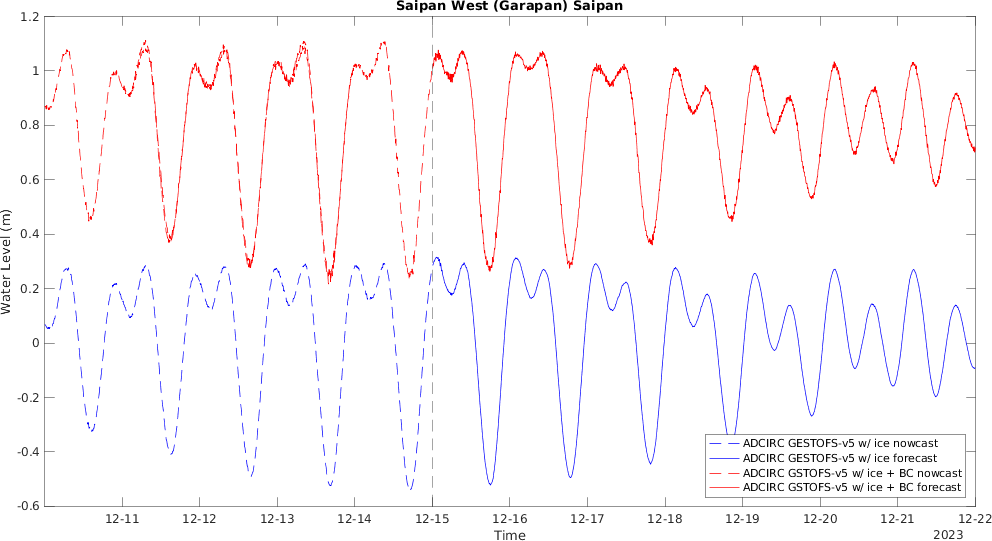 Saipan West (Garapan) Saipan
Water Level (m)
1.2
1
0.8
0.6
0.4
0.2
0
-0.2
-0.4
-0.6
ADCIRC GESTOFS-v5 w/ ice nowcast
ADCIRC GESTOFS-v5 w/ ice forecast
ADCIRC GSTOFS-v5 w/ ice + BC nowcast
ADCIRC GSTOFS-v5 w/ ice + BC forecast
12-11 12-12 12-13 12-14 12-15 12-16 12-17 12-18 12-19 12-20 12-21 12-22
Time
2023